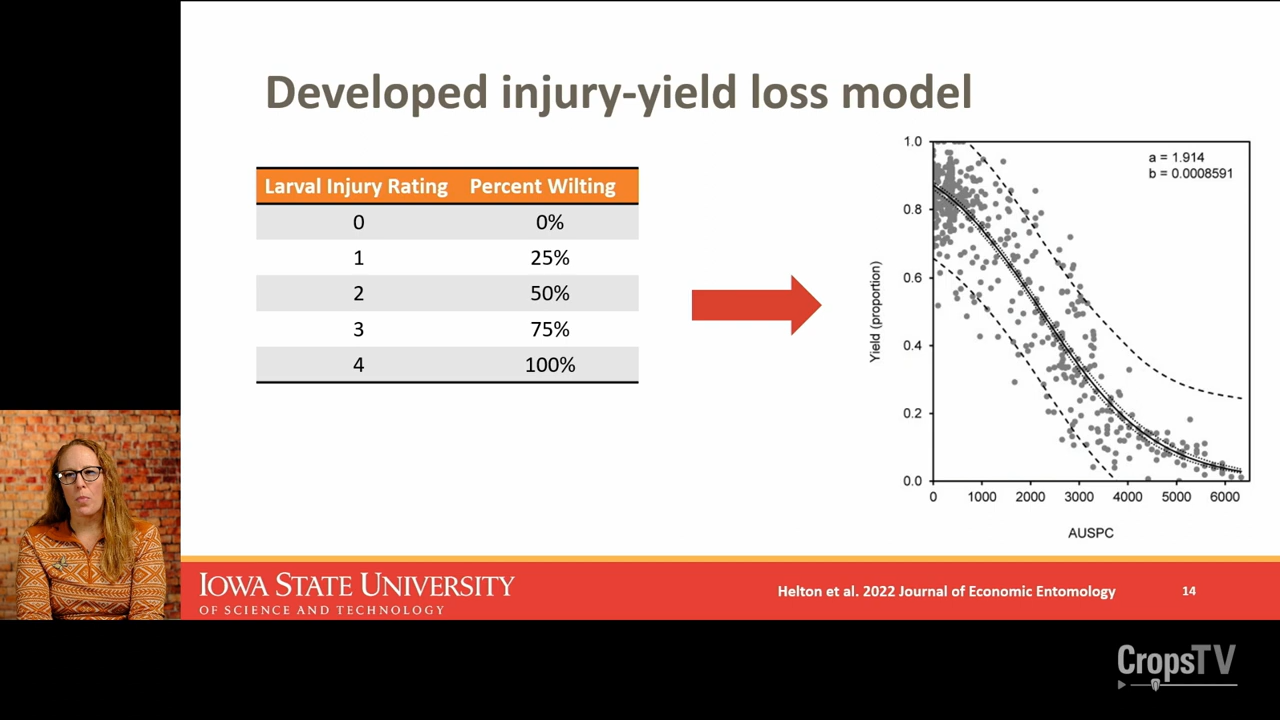 Developed injury-yield loss model
Larval Injury Rating Percent Wilting
0 0%
1 25%
2 50%
3 75%
4 100%
a = 1.914
b = 0.0008591
1.0
0.8
0.6
0.4
0.2
0.0
Yield (proportion)
0 1000 2000 3000 4000 5000 6000
AUSPC
IOWA STATE UNIVERSITY
OF SCIENCE AND TECHNOLOGY
Helton et al. 2022 Journal of Economic Entomology
14
CropsTV